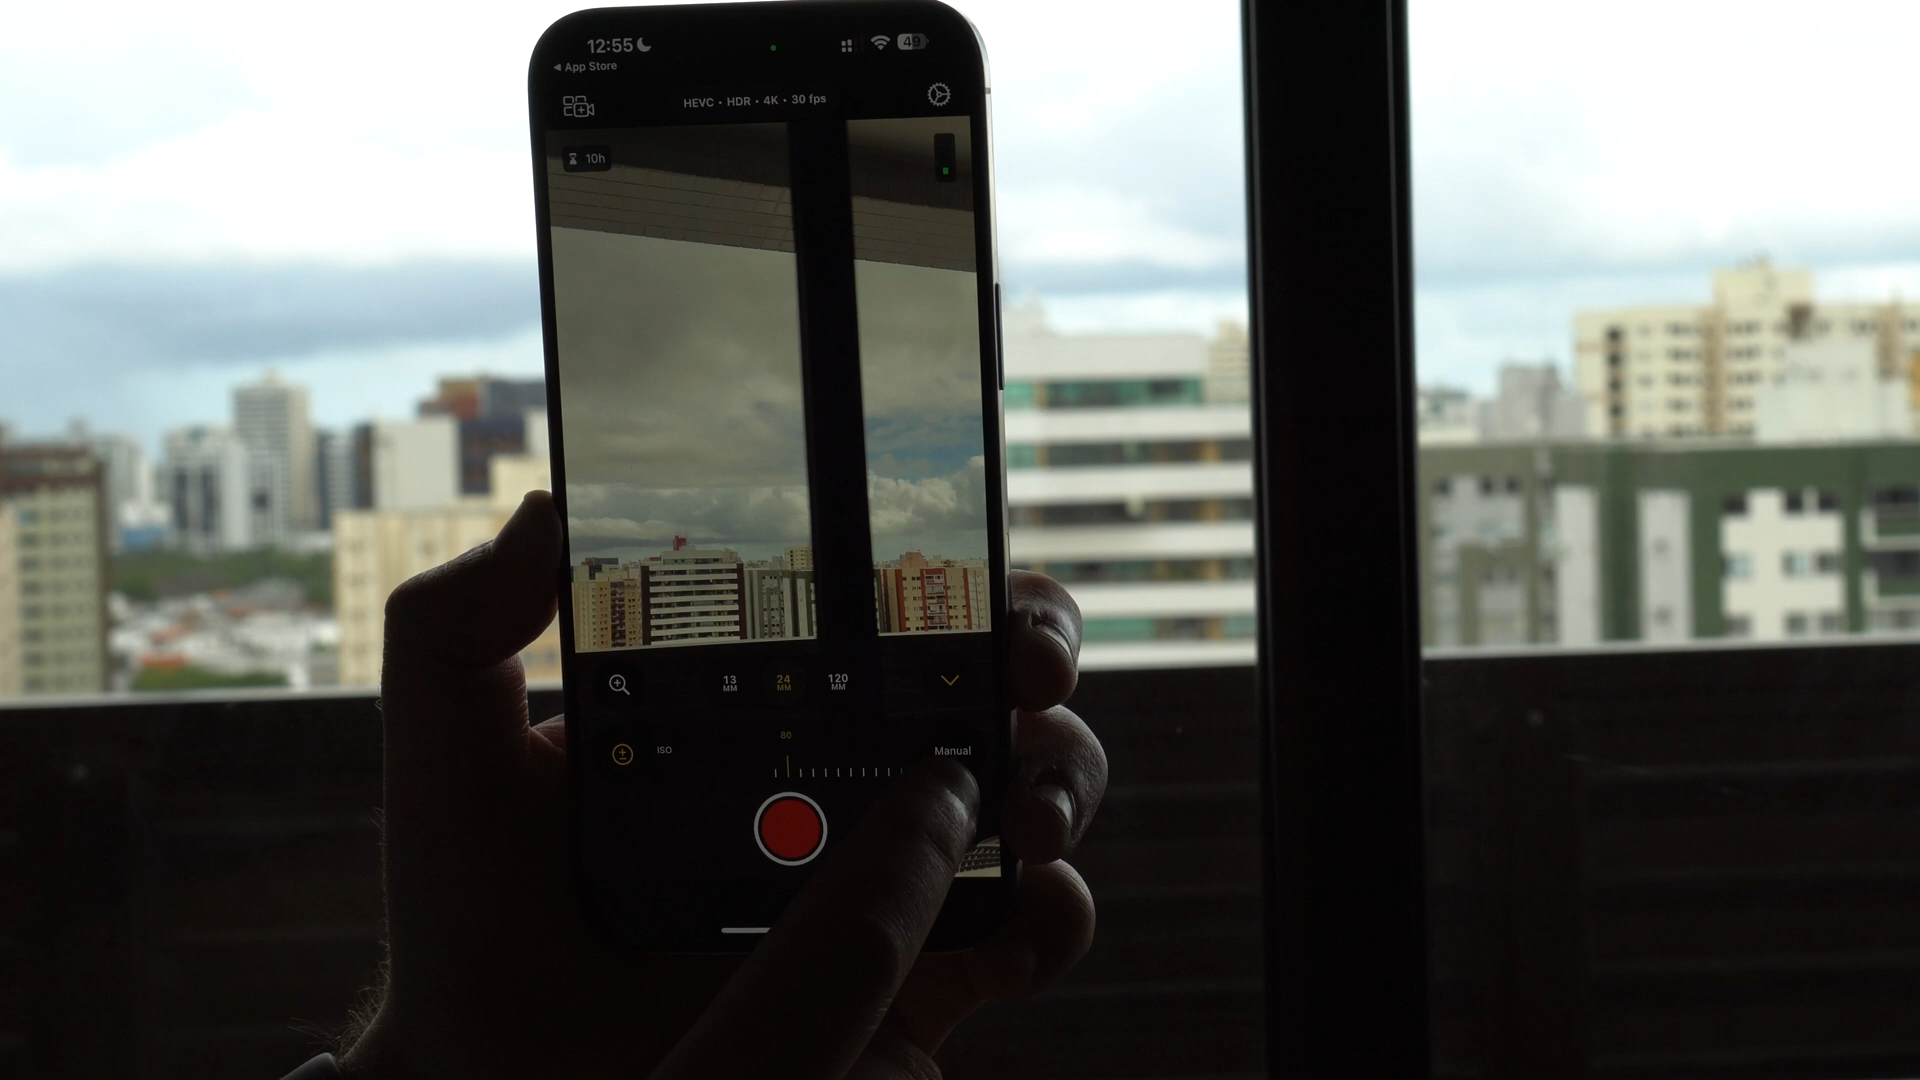 12:55 49
◀ App Store
HEVC • HDR • 4K • 30 fps
10h
13 MM 24 MM 120 MM
80
ISO Manual